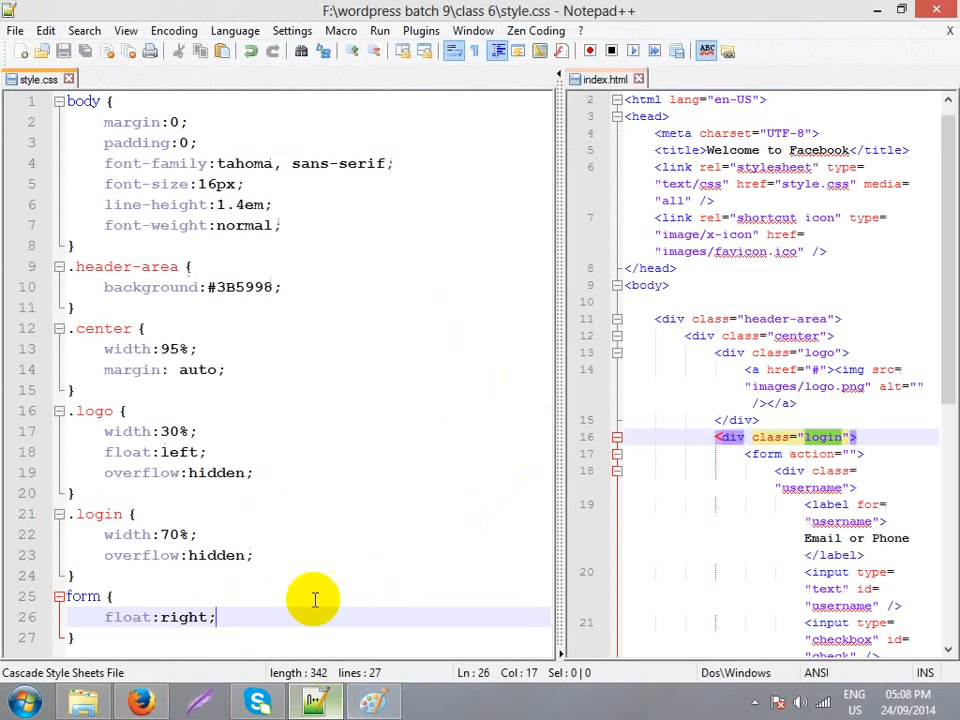 F:\wordpress batch 9\class 6\style.css - Notepad++
File Edit Search View Encoding Language Settings Macro Run Plugins Window Zen Coding ? X
style.css
index.html
1 body {
2 margin:0;
3 padding:0;
4 font-family:tahoma, sans-serif;
5 font-size:16px;
6 line-height:1.4em;
7 font-weight:normal;
8 }
9 .header-area {
10 background:#3B5998;
11 }
12 .center {
13 width:95%;
14 margin: auto;
15 }
16 .logo {
17 width:30%;
18 float:left;
19 overflow:hidden;
20 }
21 .login {
22 width:70%;
23 overflow:hidden;
24 }
25 form {
26 float:right;
27 }
2 <html lang="en-US">
3 <head>
4 <meta charset="UTF-8">
5 <title>Welcome to Facebook</title>
6 <link rel="stylesheet" type=
"text/css" href="style.css" media=
"all" />
7 <link rel="shortcut icon" type=
"image/x-icon" href=
"images/favicon.ico" />
8 </head>
9 <body>
10
11 <div class="header-area">
12 <div class="center">
13 <div class="logo">
14 <a href="#"><img src=
"images/logo.png" alt=""
/></a>
15 </div>
16 <div class="login">
17 <form action="">
18 <div class=
"username">
19 <label for=
"username">
Email or Phone
</label>
20 <input type=
"text" id=
"username" />
21 <input type=
"checkbox" id=
"check" />
Cascade Style Sheets File length : 342 lines : 27 Ln : 26 Col : 17 Sel : 0 | 0 Dos\Windows ANSI INS
ENG
US
05:08 PM
24/09/2014